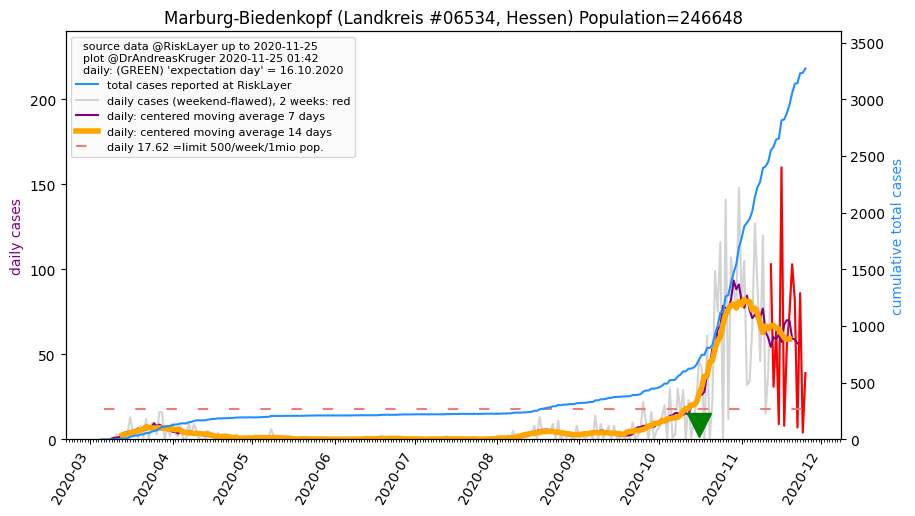 Marburg-Biedenkopf (Landkreis #06534, Hessen) Population=246648
source data @RiskLayer up to 2020-11-25
plot @DrAndreasKruger 2020-11-25 01:42
daily: (GREEN) 'expectation day' = 16.10.2020
total cases reported at RiskLayer
daily cases (weekend-flawed), 2 weeks: red
daily: centered moving average 7 days
daily: centered moving average 14 days
daily 17.62 =limit 500/week/1mio pop.
daily cases
200
150
100
50
0
cumulative total cases
3500
3000
2500
2000
1500
1000
500
0
2020-03
2020-04
2020-05
2020-06
2020-07
2020-08
2020-09
2020-10
2020-11
2020-12